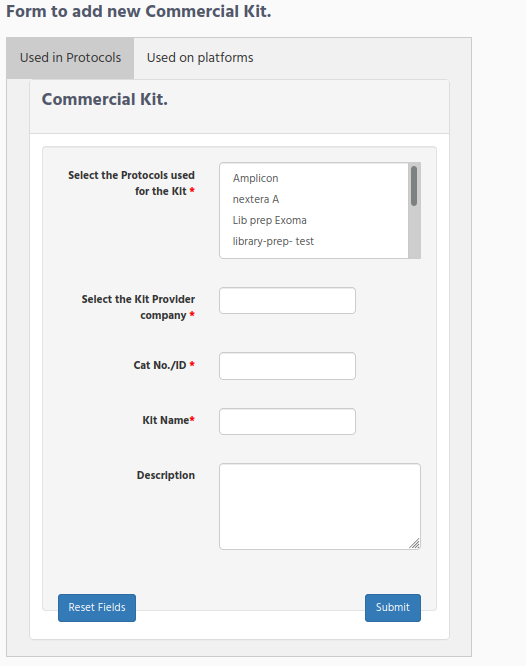 Form to add new Commercial Kit.
Used in Protocols
Used on platforms
Commercial Kit.
Select the Protocols used
for the Kit *
Amplicon
nextera A
Lib prep Exoma
library-prep- test
Select the Kit Provider
company *
Cat No./ID *
Kit Name*
Description
Reset Fields
Submit